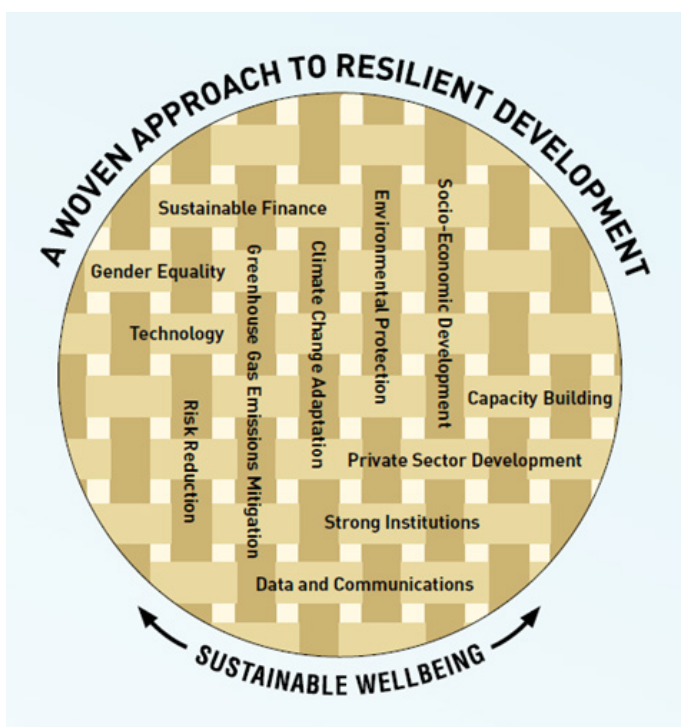 A WOVEN APPROACH TO RESILIENT DEVELOPMENT
Sustainable Finance
Gender Equality
Technology
Risk Reduction
Greenhouse Gas Emissions Mitigation
Climate Change Adaptation
Environmental Protection
Socio-Economic Development
Capacity Building
Private Sector Development
Strong Institutions
Data and Communications
SUSTAINABLE WELLBEING